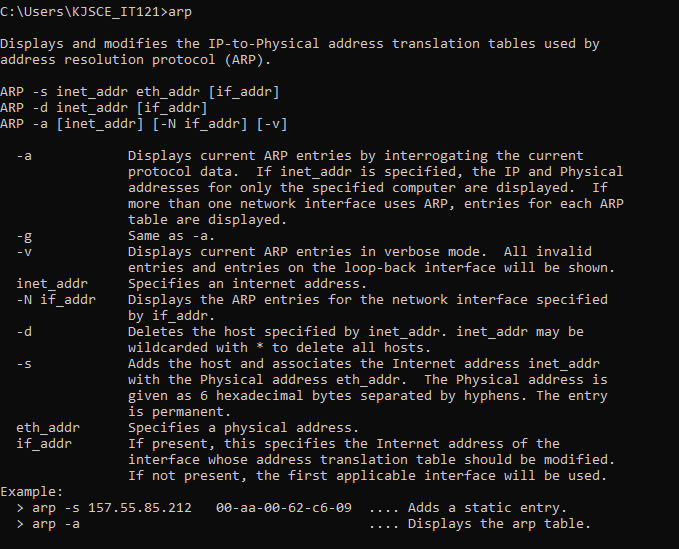 C:\Users\KJSCE_IT121>arp
Displays and modifies the IP-to-Physical address translation tables used by
address resolution protocol (ARP).
ARP -s inet_addr eth_addr [if_addr]
ARP -d inet_addr [if_addr]
ARP -a [inet_addr] [-N if_addr] [-v]
-a Displays current ARP entries by interrogating the current
protocol data. If inet_addr is specified, the IP and Physical
addresses for only the specified computer are displayed. If
more than one network interface uses ARP, entries for each ARP
table are displayed.
-g Same as -a.
-v Displays current ARP entries in verbose mode. All invalid
entries and entries on the loop-back interface will be shown.
inet_addr Specifies an internet address.
-N if_addr Displays the ARP entries for the network interface specified
by if_addr.
-d Deletes the host specified by inet_addr. inet_addr may be
wildcarded with * to delete all hosts.
-s Adds the host and associates the Internet address inet_addr
with the Physical address eth_addr. The Physical address is
given as 6 hexadecimal bytes separated by hyphens. The entry
is permanent.
eth_addr Specifies a physical address.
if_addr If present, this specifies the Internet address of the
interface whose address translation table should be modified.
If not present, the first applicable interface will be used.
Example:
> arp -s 157.55.85.212 00-aa-00-62-c6-09 .... Adds a static entry.
> arp -a .... Displays the arp table.